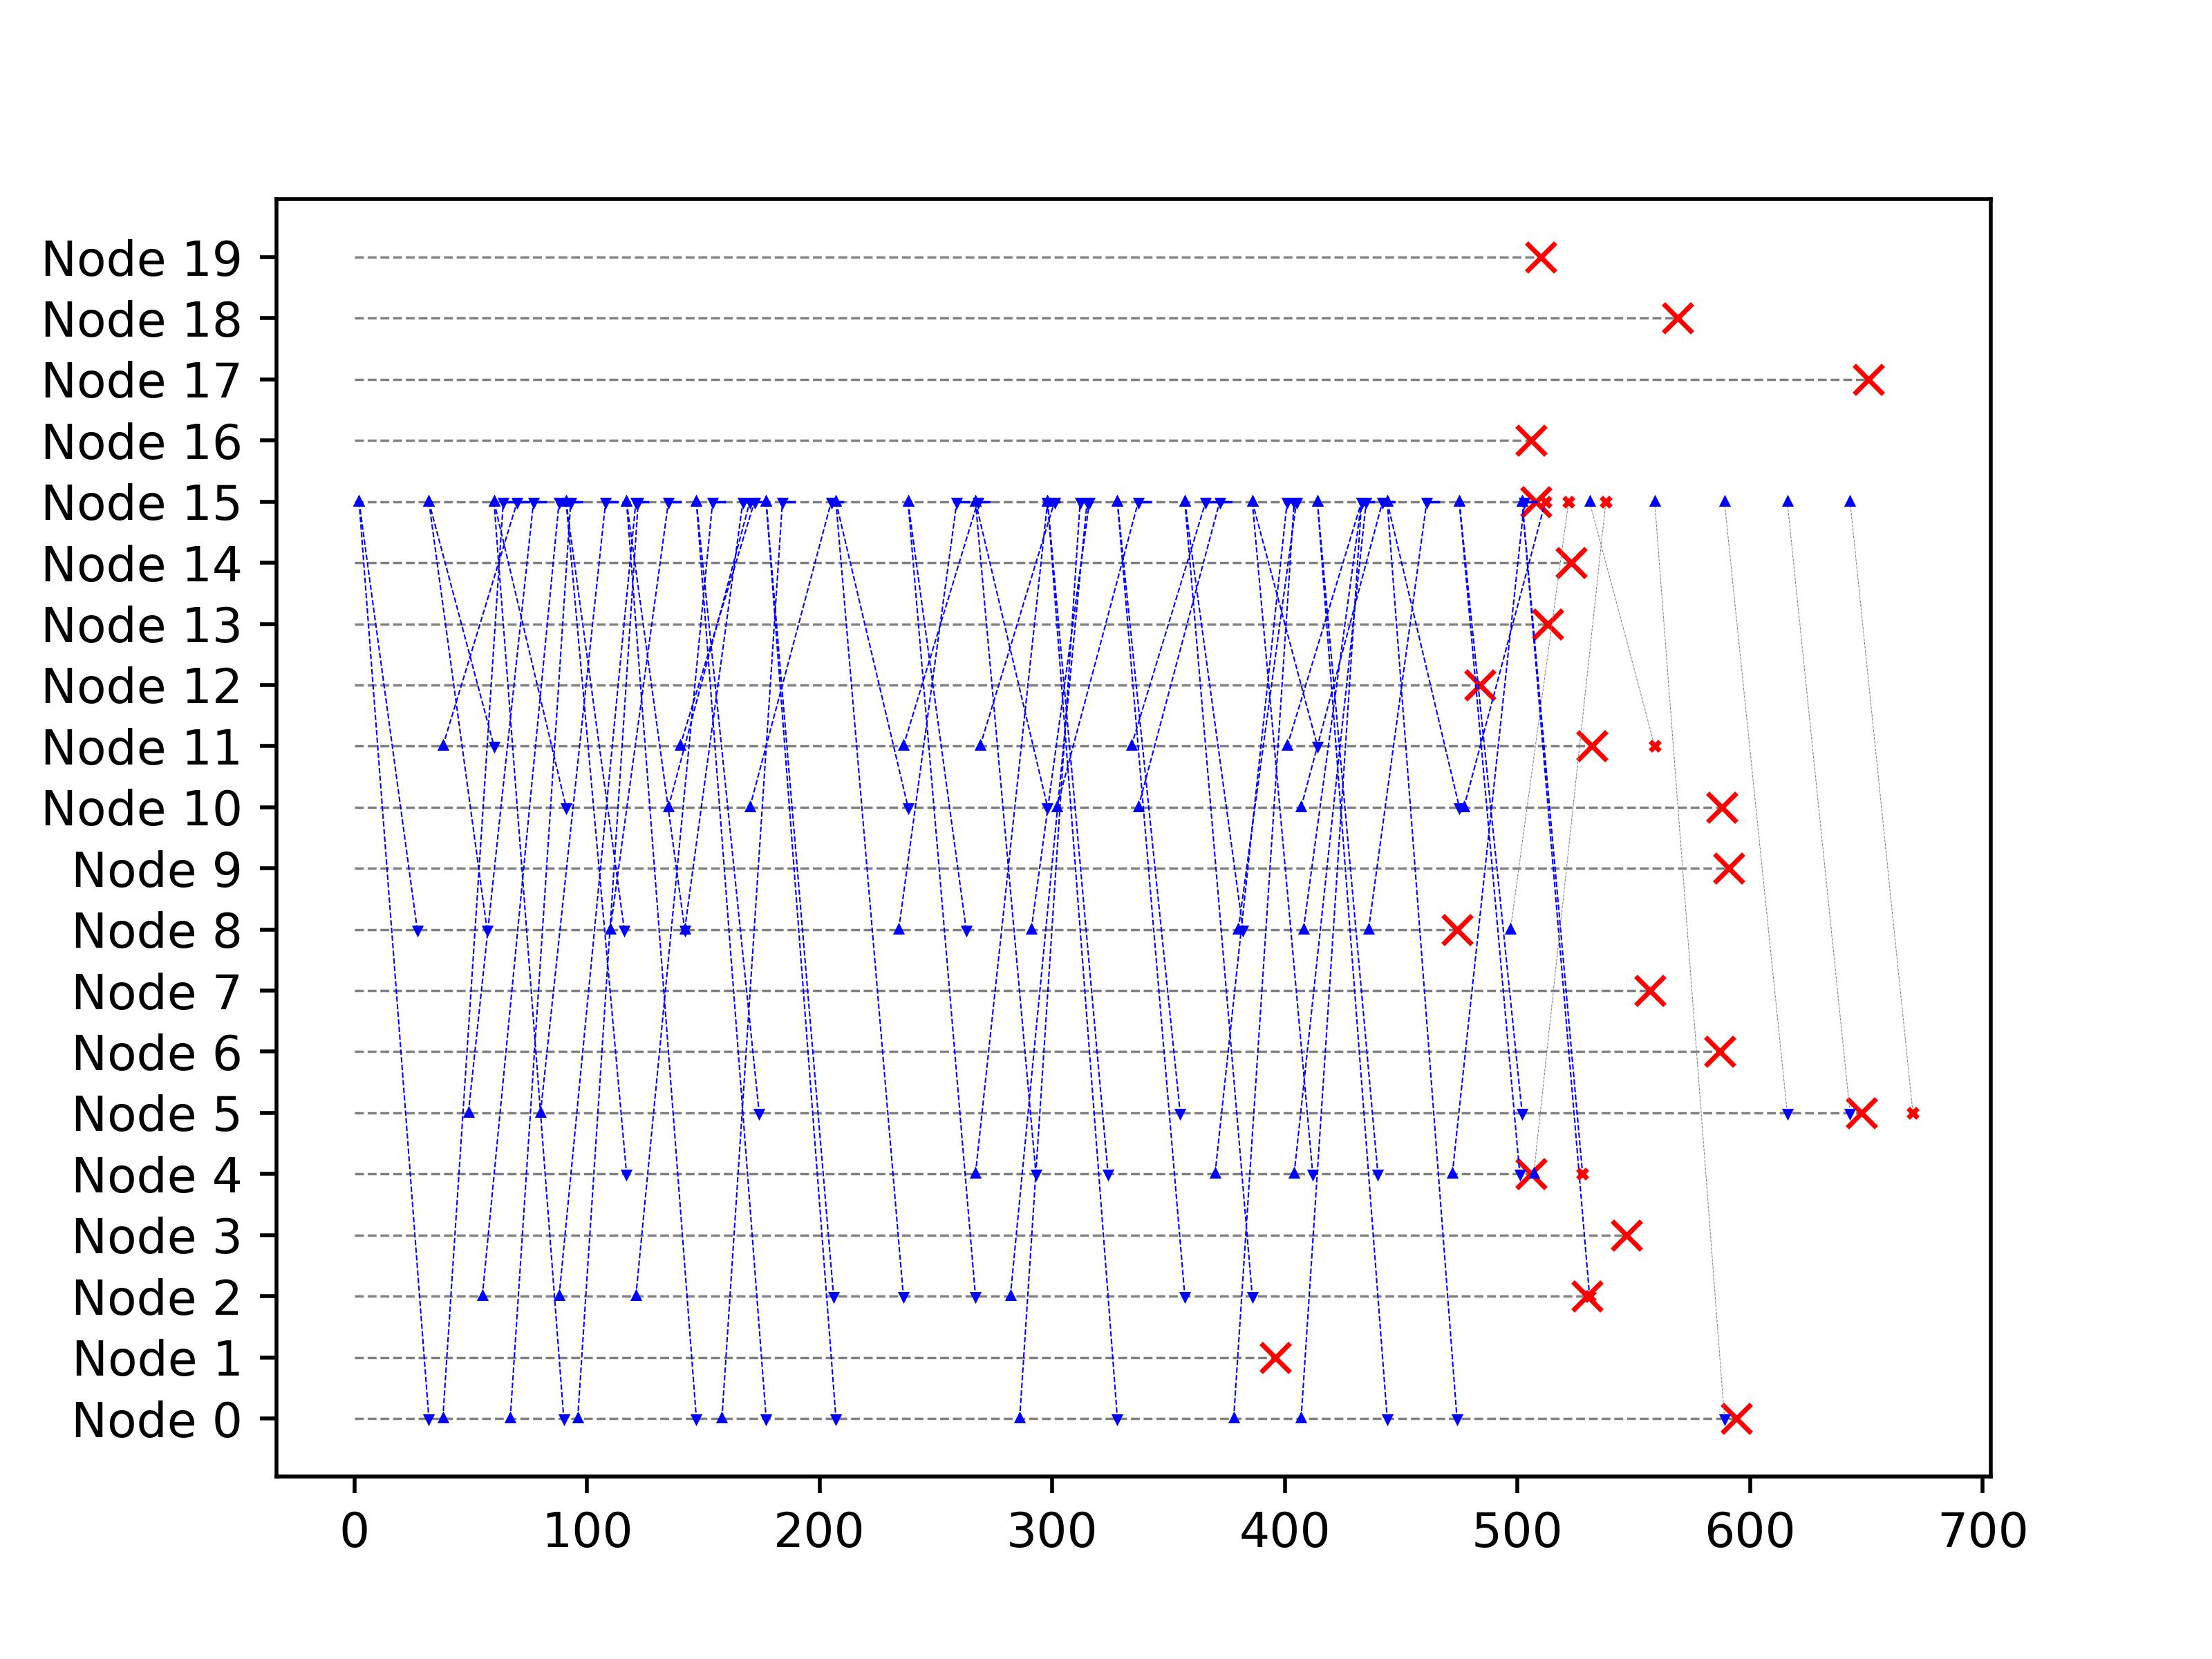 Node 19
Node 18
Node 17
Node 16
Node 15
Node 14
Node 13
Node 12
Node 11
Node 10
Node 9
Node 8
Node 7
Node 6
Node 5
Node 4
Node 3
Node 2
Node 1
Node 0
0 100 200 300 400 500 600 700